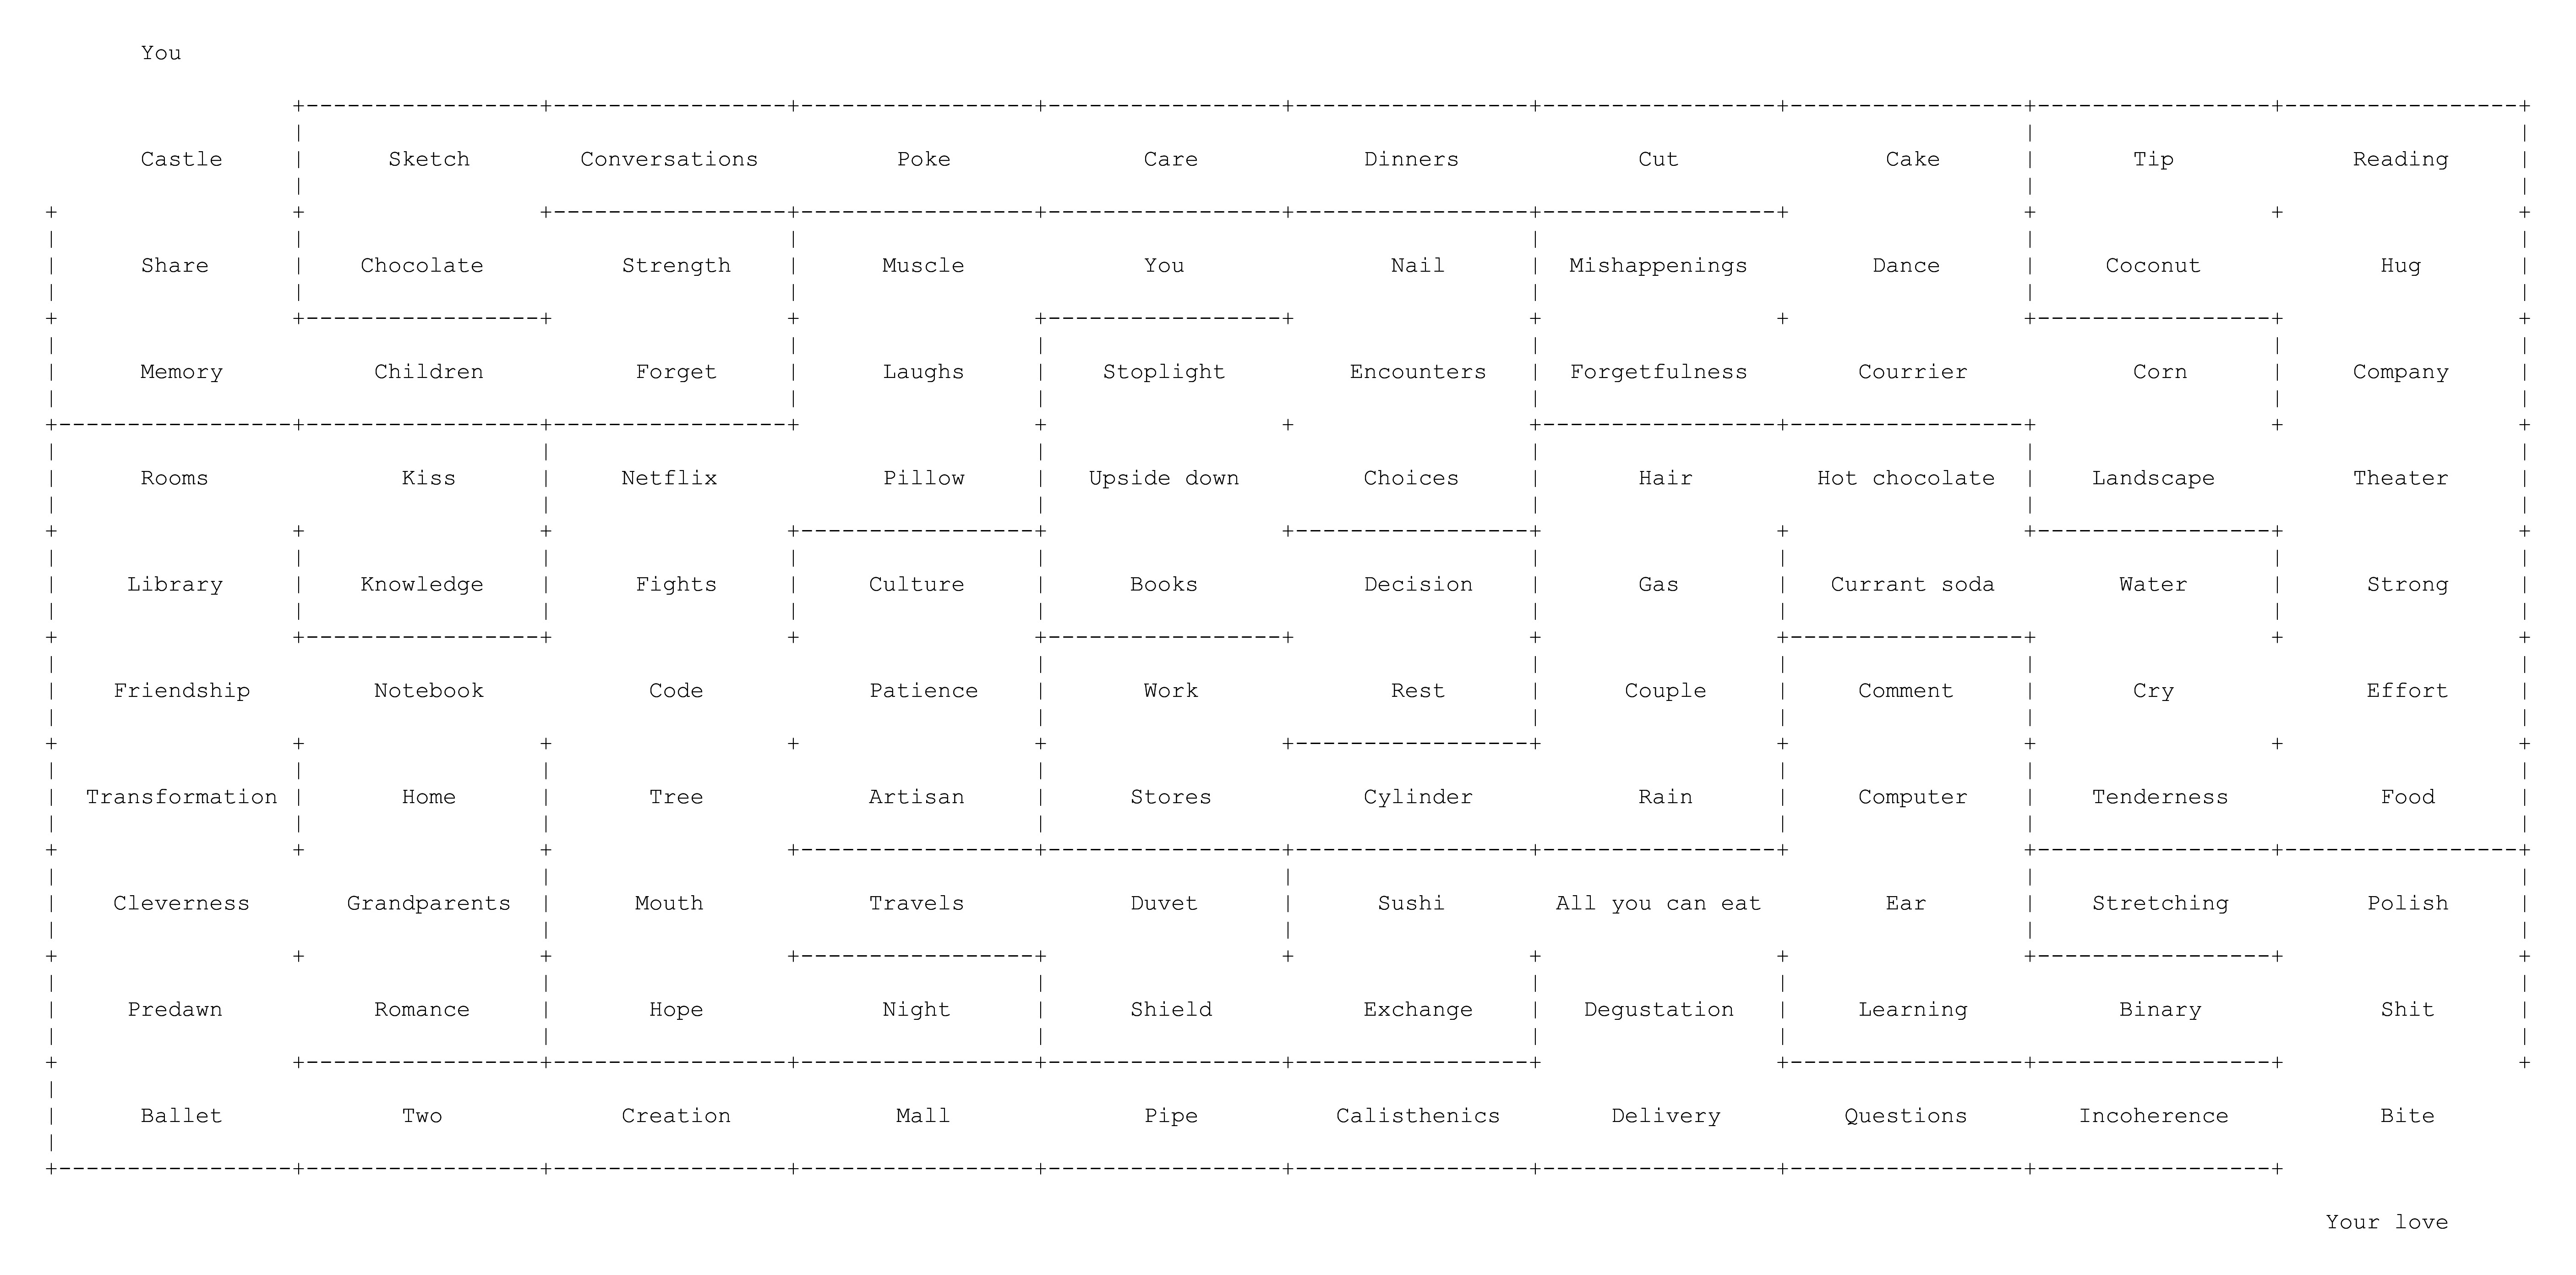 You
Castle Sketch Conversations Poke Care Dinners Cut Cake Tip Reading
Share Chocolate Strength Muscle You Nail Mishappenings Dance Coconut Hug
Memory Children Forget Laughs Stoplight Encounters Forgetfulness Courrier Corn Company
Rooms Kiss Netflix Pillow Upside down Choices Hair Hot chocolate Landscape Theater
Library Knowledge Fights Culture Books Decision Gas Currant soda Water Strong
Friendship Notebook Code Patience Work Rest Couple Comment Cry Effort
Transformation Home Tree Artisan Stores Cylinder Rain Computer Tenderness Food
Cleverness Grandparents Mouth Travels Duvet Sushi All you can eat Ear Stretching Polish
Predawn Romance Hope Night Shield Exchange Degustation Learning Binary Shit
Ballet Two Creation Mall Pipe Calisthenics Delivery Questions Incoherence Bite
Your love